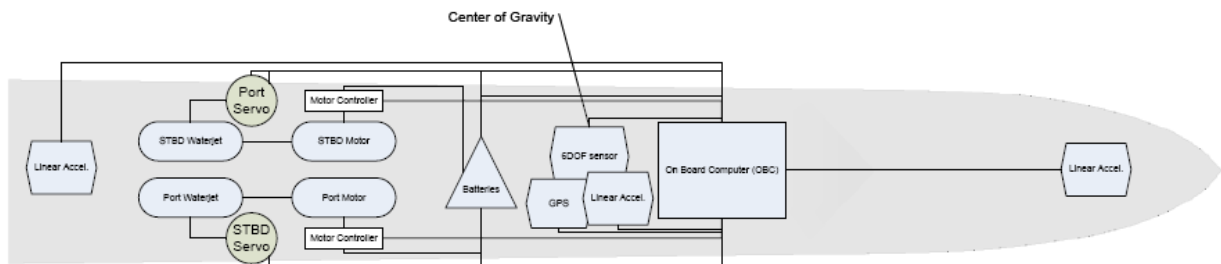 Center of Gravity
Port
Servo
Motor Controller
STBD Waterjet
STBD Motor
6DOF sensor
Linear Accel.
On Board Computer (OBC)
Linear Accel.
Port Waterjet
Port Motor
Batteries
GPS
Linear Accel.
STBD
Servo
Motor Controller